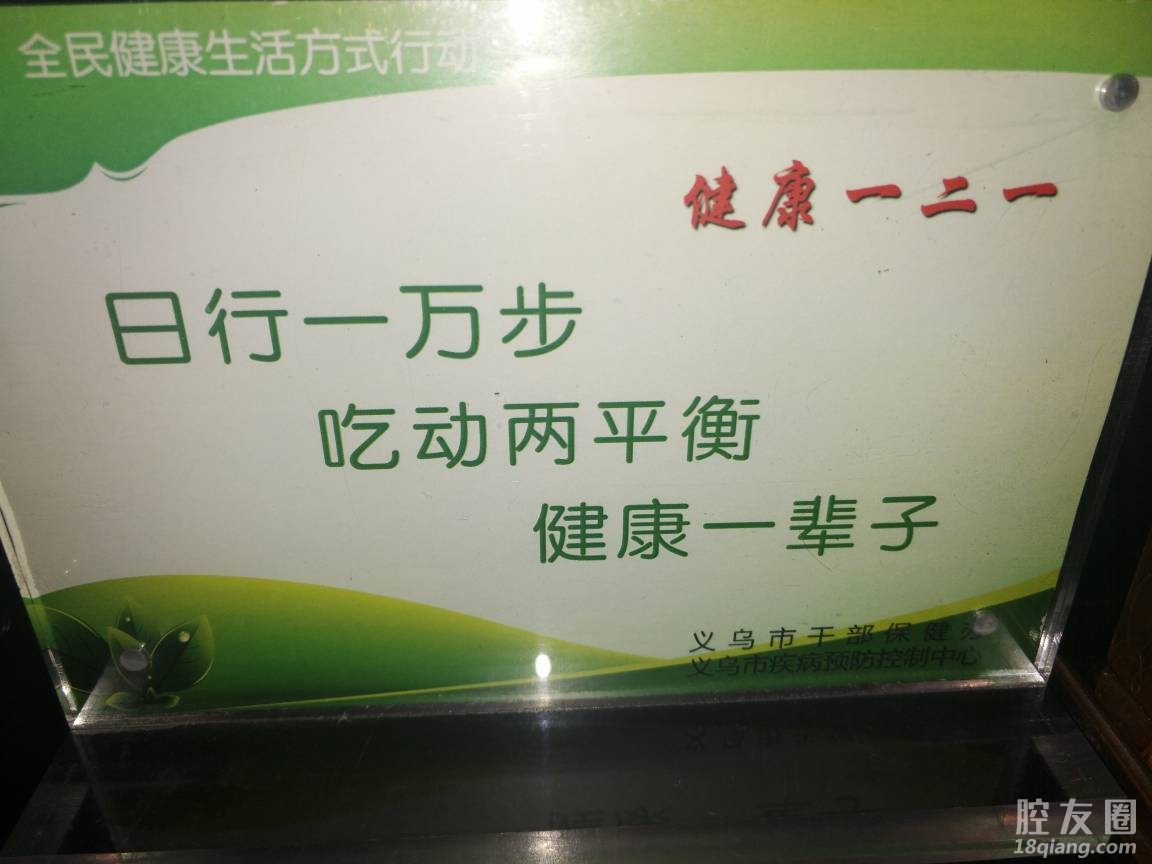 全民健康生活方式行动
健康一二一
日行一万步
吃动两平衡
健康一辈子
义乌市干部保健办
义乌市疾病预防控制中心
腔友圈
18qiang.com